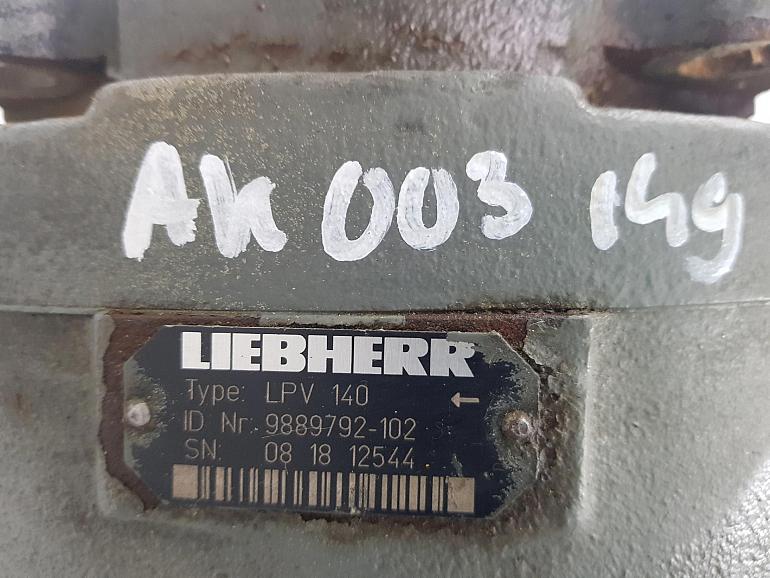 Ak 003 149
LIEBHERR
Type: LPV 140 ←
ID Nr: 9889792-102
SN: 08 18 12544